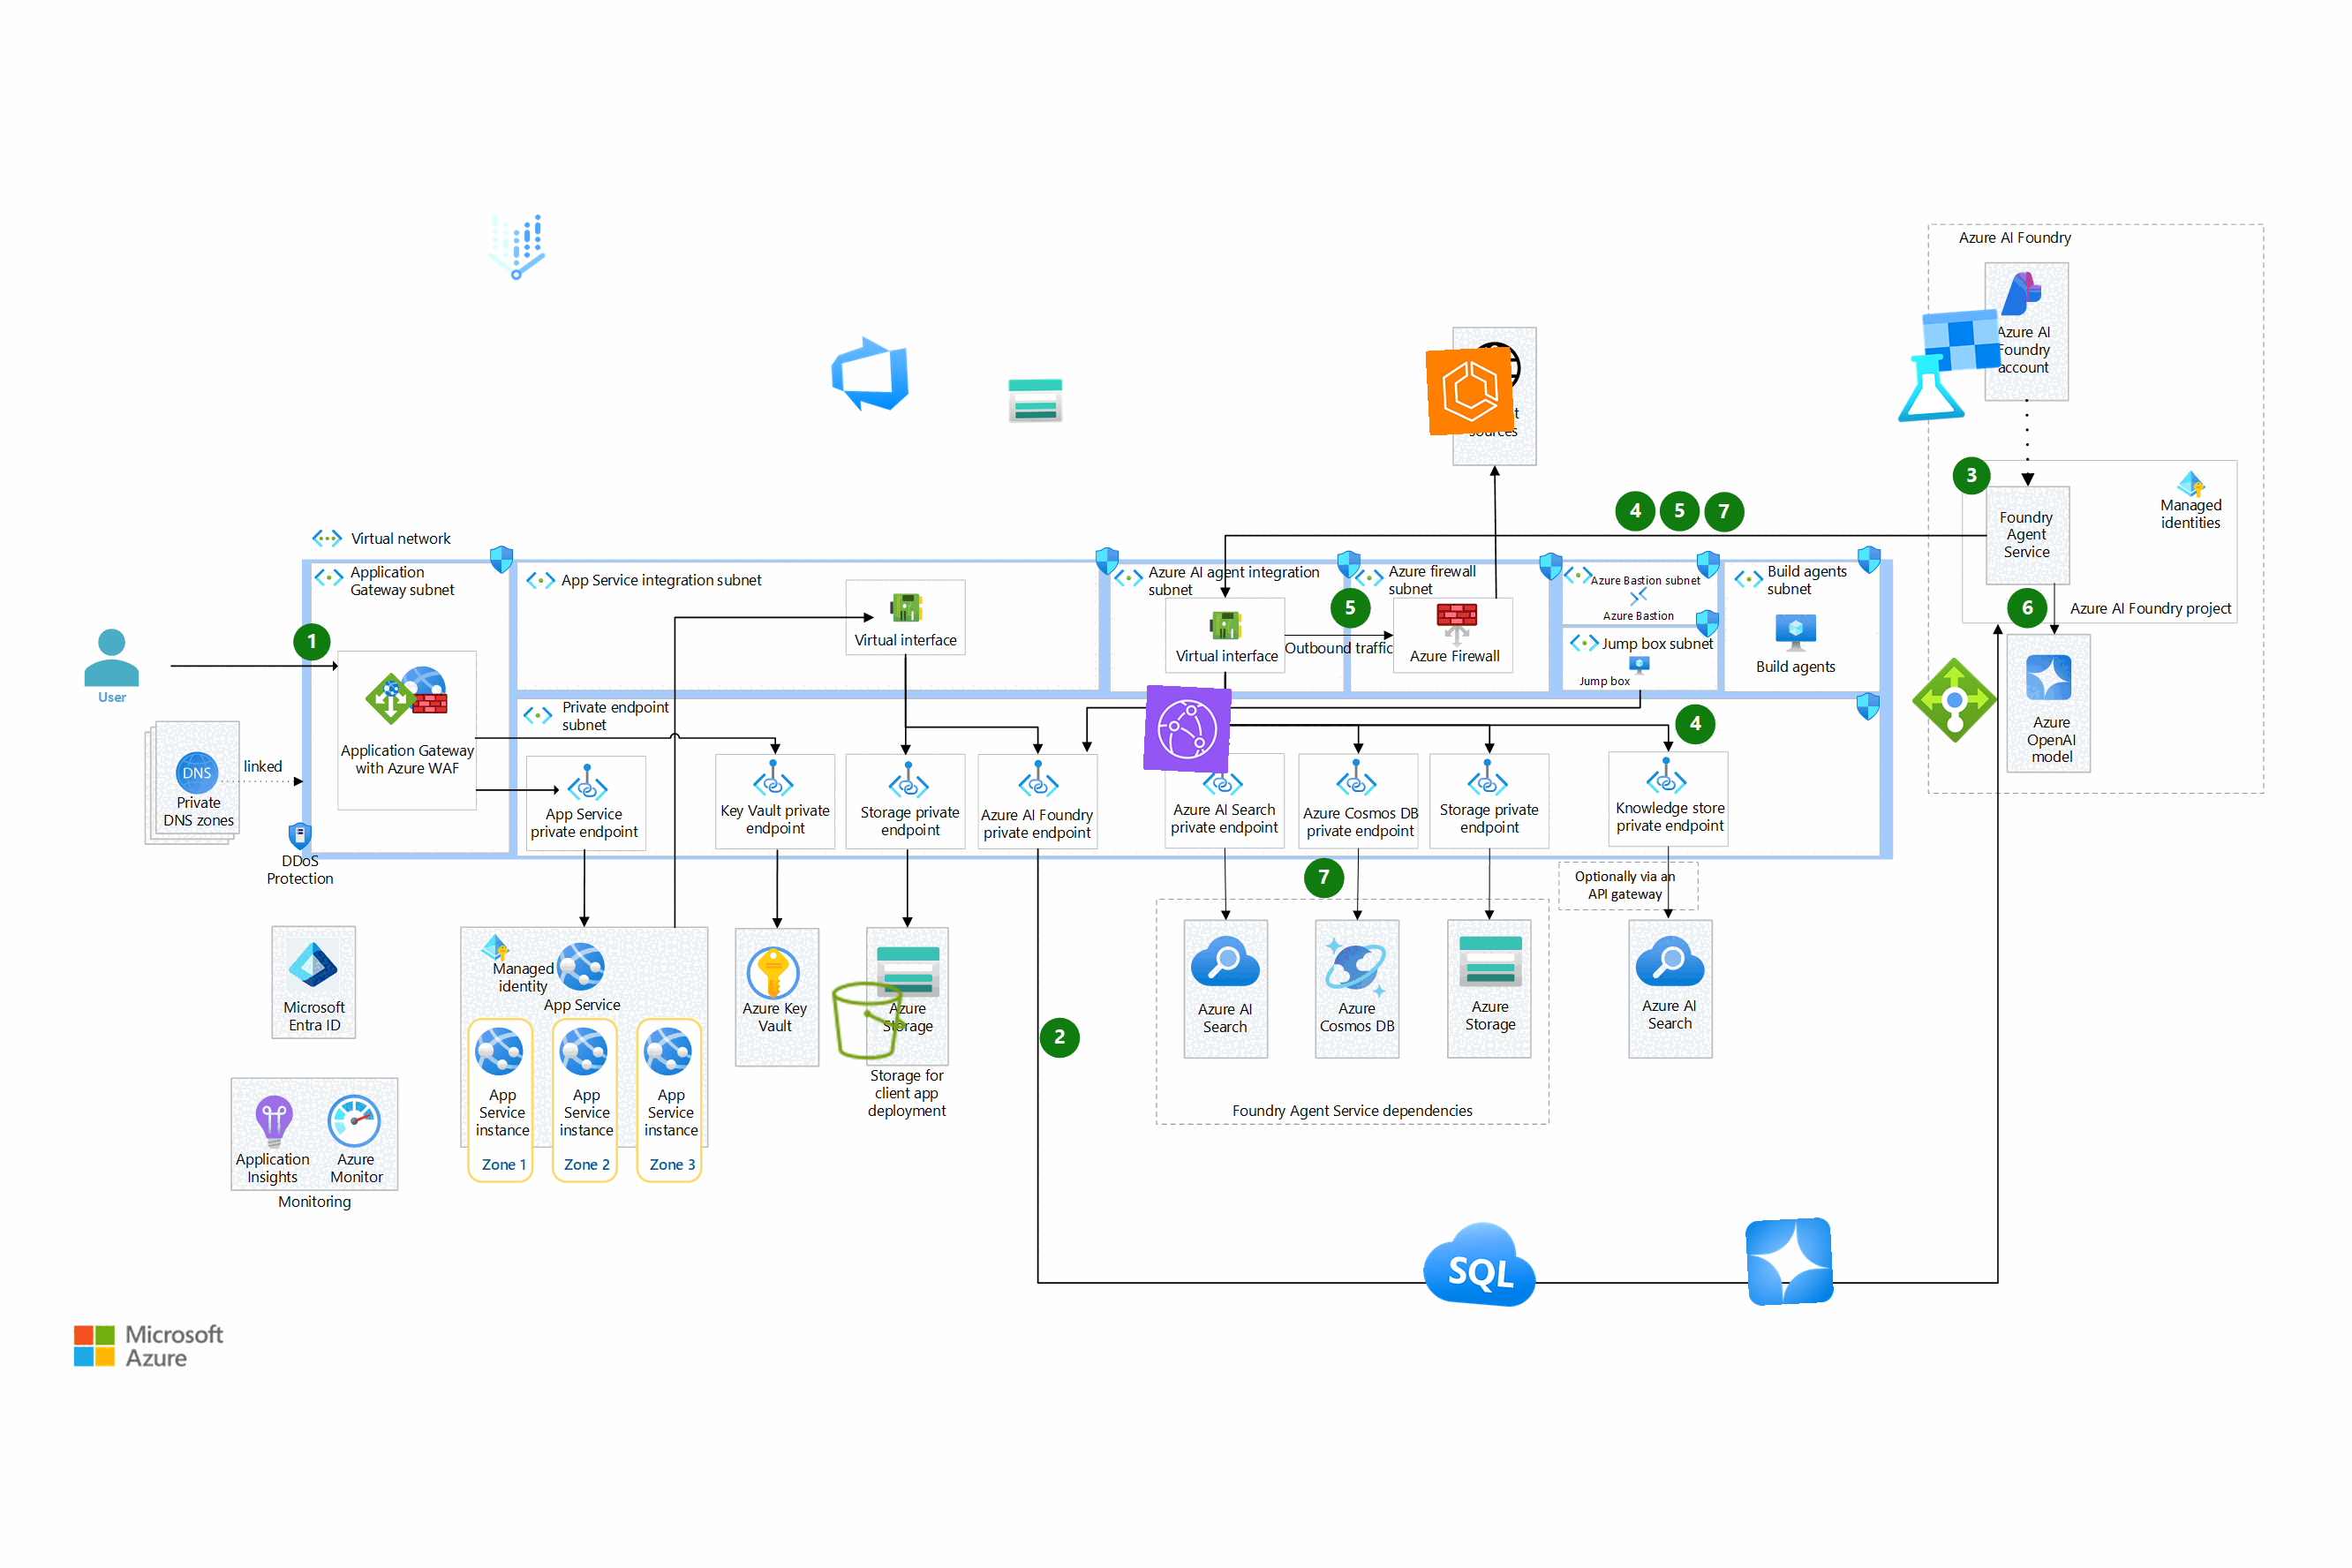 Azure AI Foundry
Azure AI
Foundry
account
sources
3
Managed
identities
Foundry
Agent
Service
4
5
7
Virtual network
Application
Gateway subnet
App Service integration subnet
Virtual interface
Azure AI agent integration
subnet
Virtual interface
5
Outbound traffic
Azure firewall
subnet
Azure Firewall
Azure Bastion subnet
Azure Bastion
Jump box subnet
Jump box
Build agents
subnet
Build agents
6
Azure AI Foundry project
Azure
OpenAI
model
1
User
Application Gateway
with Azure WAF
DNS
Private
DNS zones
linked
DDoS
Protection
Private endpoint
subnet
4
App Service
private endpoint
Key Vault private
endpoint
Storage private
endpoint
Azure AI Foundry
private endpoint
Azure AI Search
private endpoint
Azure Cosmos DB
private endpoint
Storage private
endpoint
Knowledge store
private endpoint
7
Optionally via an
API gateway
Microsoft
Entra ID
Managed
identity
App Service
App
Service
instance
Zone 1
App
Service
instance
Zone 2
App
Service
instance
Zone 3
Azure Key
Vault
Azure
Storage
Storage for
client app
deployment
2
Azure AI
Search
Azure
Cosmos DB
Azure
Storage
Azure AI
Search
Foundry Agent Service dependencies
Application
Insights
Azure
Monitor
Monitoring
SQL
Microsoft
Azure